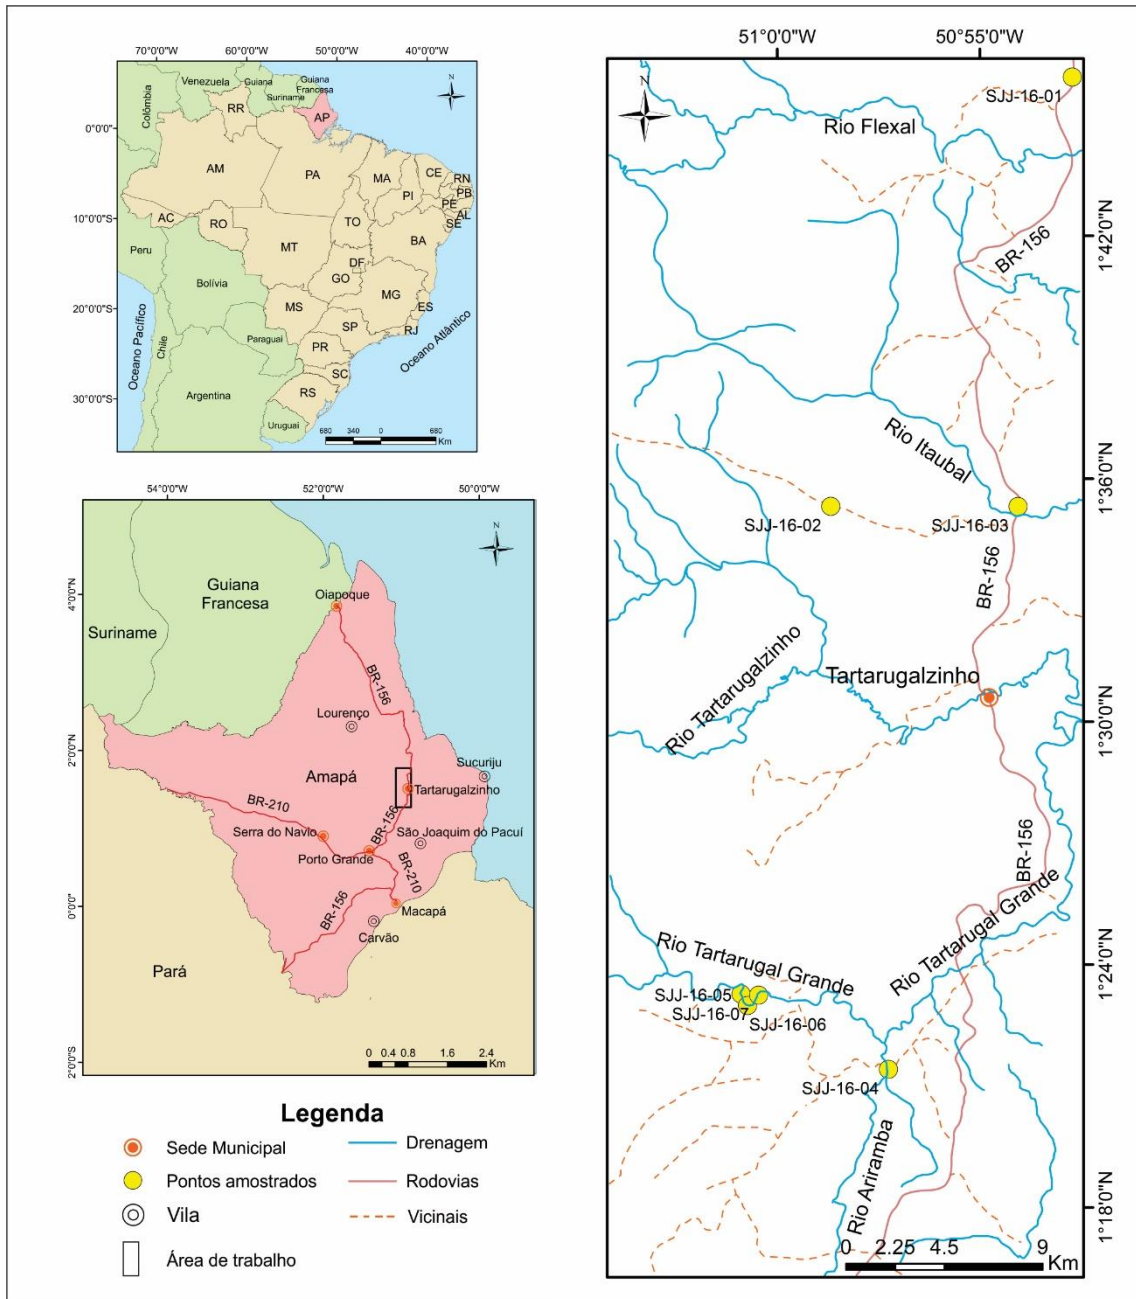 70°0'0"W 60°0'0"W 50°0'0"W 40°0'0"W
0°0'0"
10°0'0"S
20°0'0"S
30°0'0"S
N
Colômbia
Venezuela
Guiana
Suriname
Guiana
Francesa
RR
AP
AM
PA
MA
CE
RN
PB
PE
AL
SE
PI
AC
RO
TO
BA
MT
DF
GO
MG
ES
MS
SP
RJ
PR
SC
RS
Peru
Bolívia
Paraguai
Chile
Argentina
Uruguai
Oceano Pacífico
Oceano Atlântico
680 340 0 680
Km
54°0'0"W 52°0'0"W 50°0'0"W
4°0'0"N
2°0'0"N
0°0'0"
2°0'0"S
N
Guiana
Francesa
Suriname
Oiapoque
BR-156
Lourenço
Amapá
Sucuriju
Tartarugalzinho
BR-210
BR-156
Serra do Navio
São Joaquim do Pacuí
Porto Grande
BR-210
BR-156
Macapá
Carvão
Pará
0 0.4 0.8 1.6 2.4
Km
Legenda
Sede Municipal
Drenagem
Pontos amostrados
Rodovias
Vila
Vicinais
Área de trabalho
51°0'0"W 50°55'0"W
1°42'0"N
1°36'0"N
1°30'0"N
1°24'0"N
1°18'0"N
N
SJJ-16-01
Rio Flexal
BR-156
Rio Itaubal
SJJ-16-02
SJJ-16-03
BR-156
Rio Tartarugalzinho
Tartarugalzinho
BR-156
Rio Tartarugal Grande
Rio Tartarugal Grande
SJJ-16-05
SJJ-16-07
SJJ-16-06
SJJ-16-04
Rio Ariramba
0 2.25 4.5 9
Km